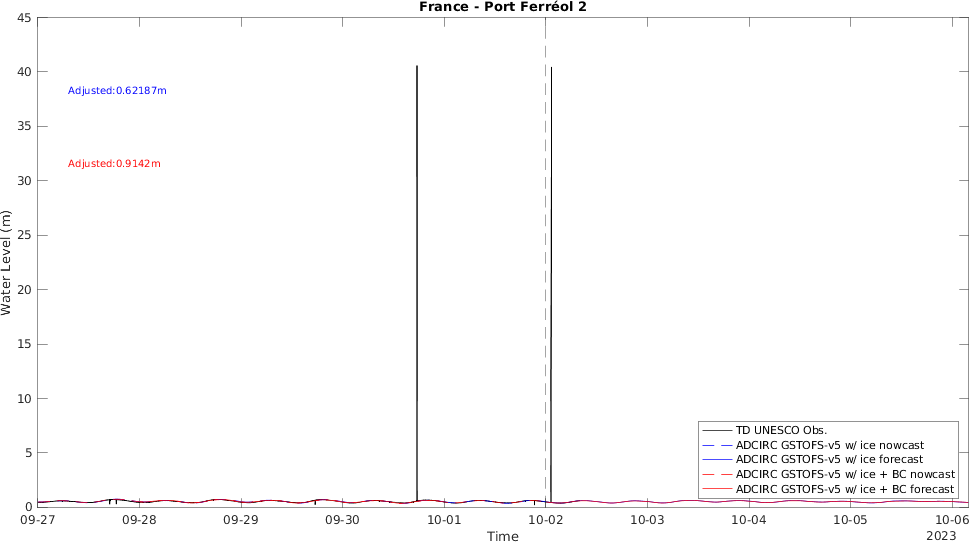 France - Port Ferréol 2
45
40
35
30
25
20
15
10
5
0
Water Level (m)
Adjusted:0.62187m
Adjusted:0.9142m
TD UNESCO Obs.
ADCIRC GSTOFS-v5 w/ ice nowcast
ADCIRC GSTOFS-v5 w/ ice forecast
ADCIRC GSTOFS-v5 w/ ice + BC nowcast
ADCIRC GSTOFS-v5 w/ ice + BC forecast
09-27 09-28 09-29 09-30 10-01 10-02 10-03 10-04 10-05 10-06
Time
2023